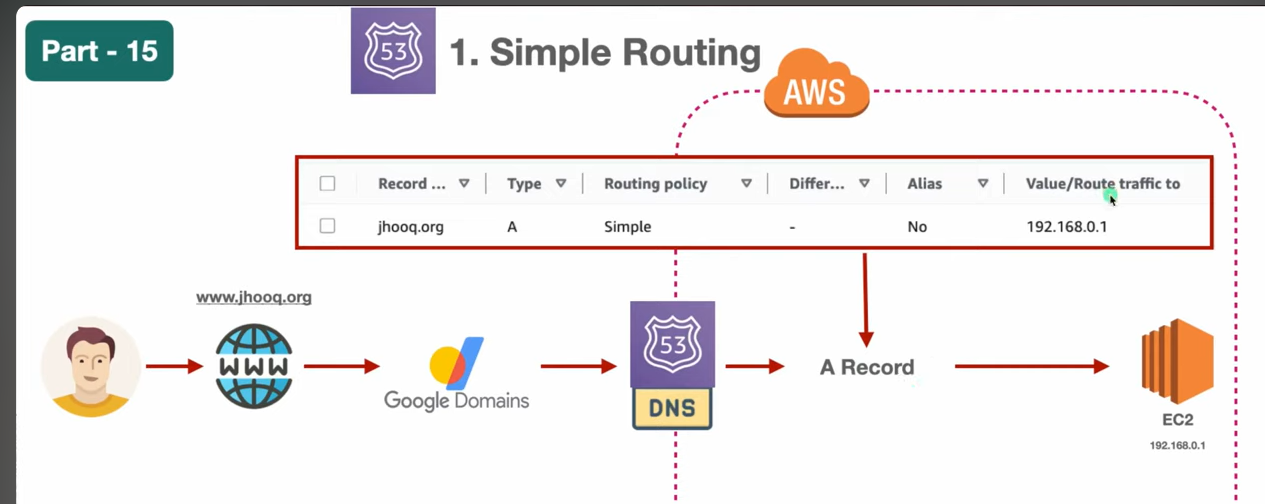 Part - 15
53
1. Simple Routing
AWS
Record ... Type Routing policy Differ... Alias Value/Route traffic to
jhooq.org A Simple - No 192.168.0.1
www.jhooq.org
WWW
Google Domains
53
DNS
A Record
EC2
192.168.0.1